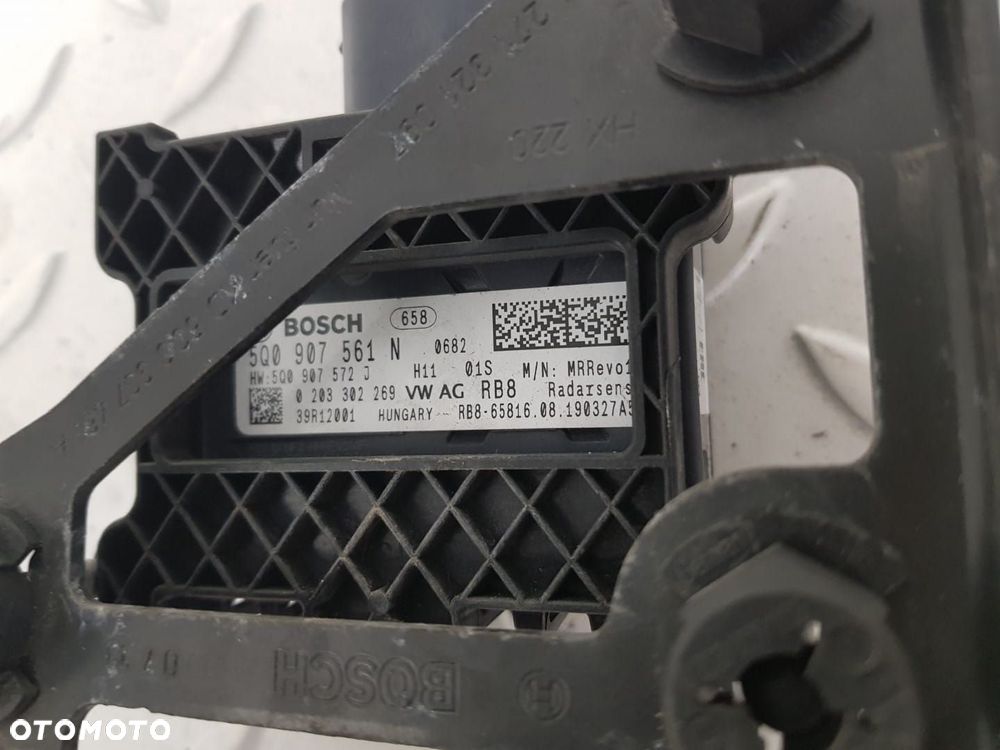 HX 220
BOSCH 658
5Q0 907 561 N 0682
HW:5Q0 907 572 J H11 01S M/N: MRRevo1
0 203 302 269 VW AG RB8 Radarsens
39R12001 HUNGARY RB8-65816.08.190327A5
BOSCH
OTOMOTO